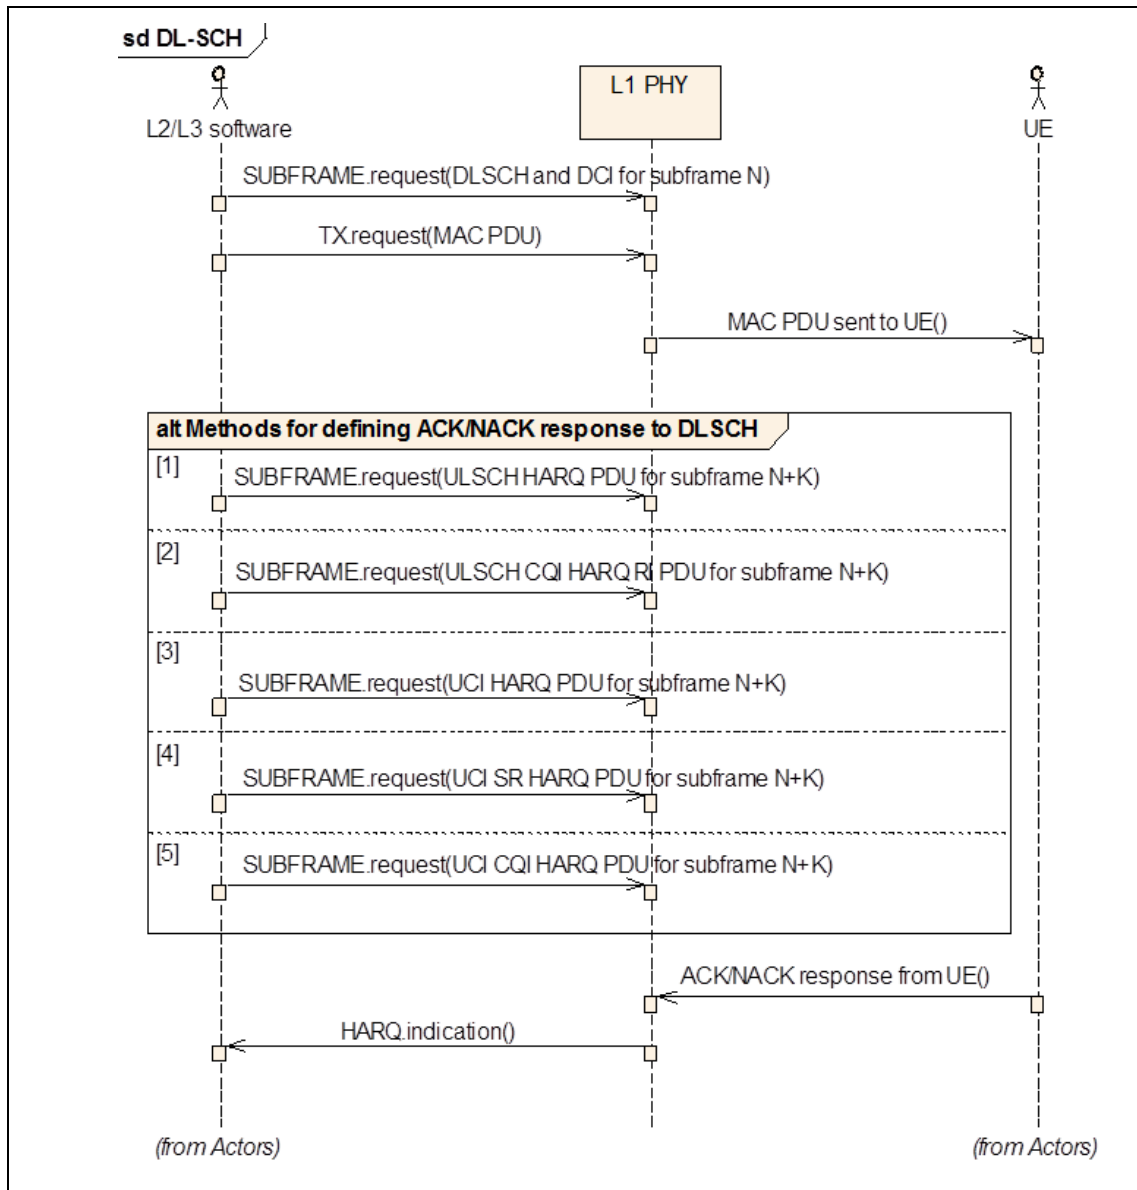 sd DL-SCH
L2/L3 software
L1 PHY
UE
SUBFRAME.request(DLSCH and DCI for subframe N)
TX.request(MAC PDU)
MAC PDU sent to UE()
alt Methods for defining ACK/NACK response to DLSCH
[1]
SUBFRAME.request(ULSCH HARQ PDU for subframe N+K)
[2]
SUBFRAME.request(ULSCH CQI HARQ RI PDU for subframe N+K)
[3]
SUBFRAME.request(UCI HARQ PDU for subframe N+K)
[4]
SUBFRAME.request(UCI SR HARQ PDU for subframe N+K)
[5]
SUBFRAME.request(UCI CQI HARQ PDU for subframe N+K)
ACK/NACK response from UE()
HARQ.indication()
(from Actors)
(from Actors)